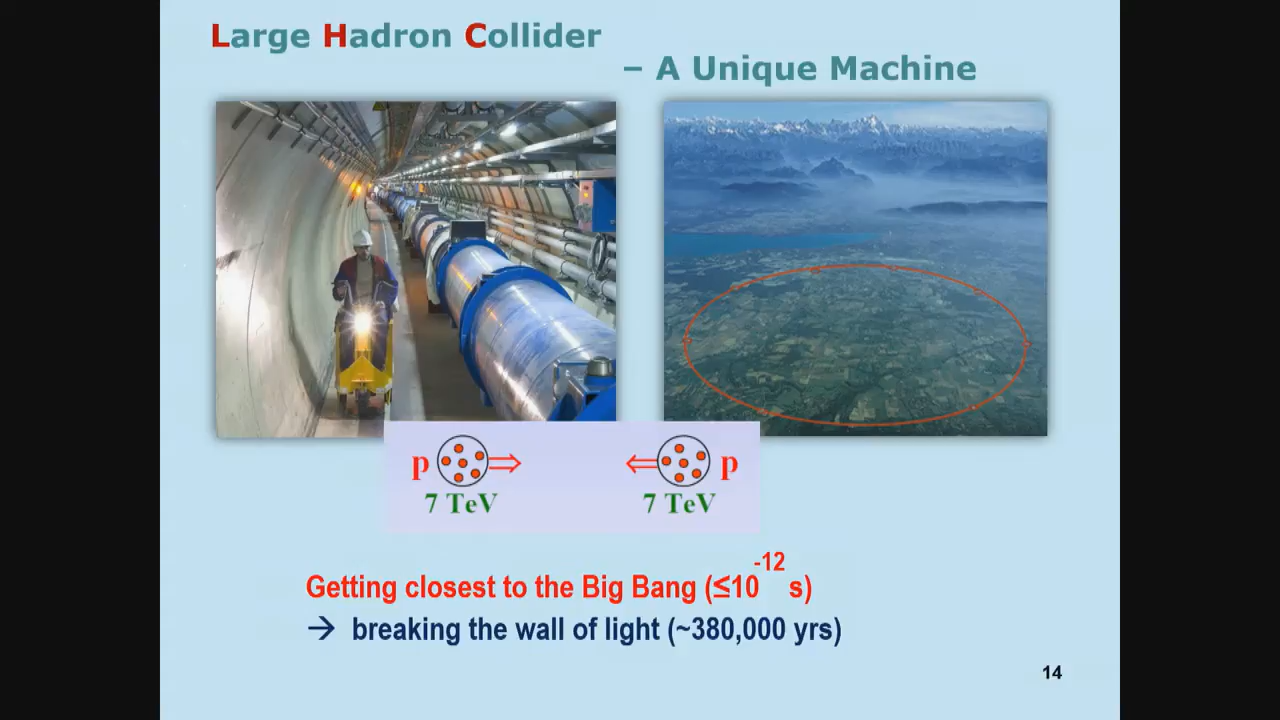 Large Hadron Collider
– A Unique Machine
p ⇒ ⇐ p
7 TeV 7 TeV
Getting closest to the Big Bang (≤10⁻¹² s)
→ breaking the wall of light (~380,000 yrs)
14